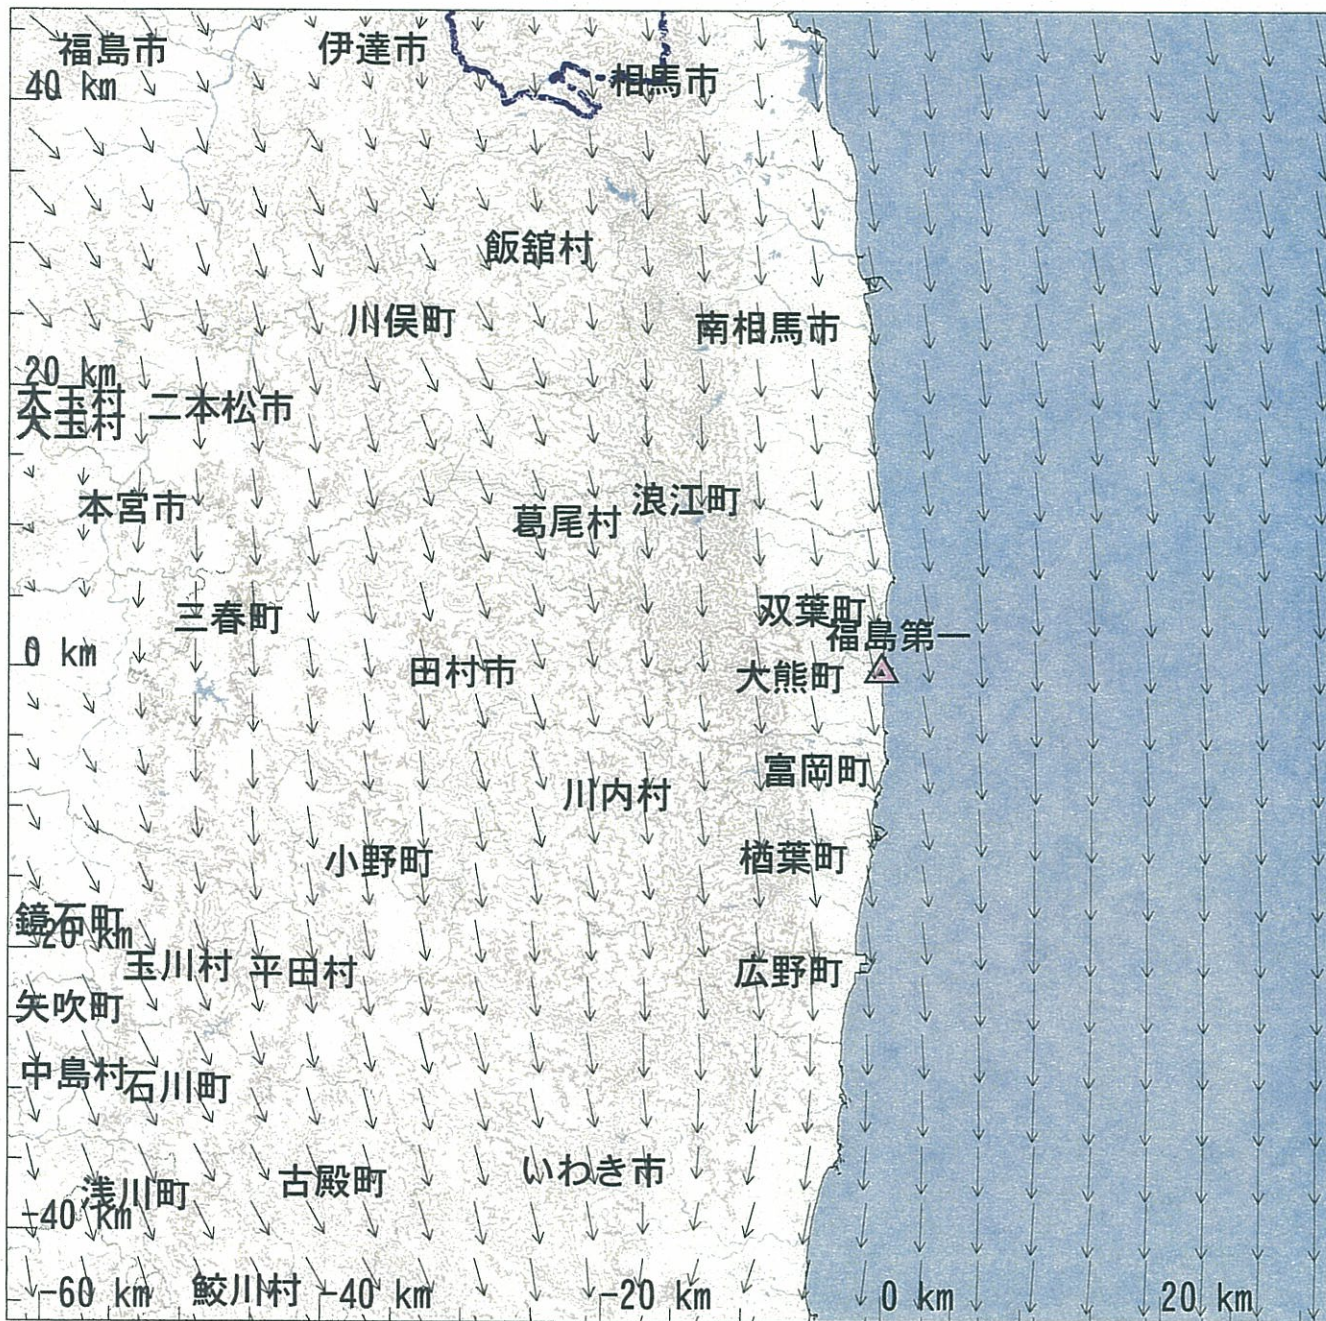 福島市
伊達市
40 km
相馬市
飯舘村
川俣町
南相馬市
20 km
大玉村
二本松市
大玉村
本宮市
葛尾村
浪江町
三春町
双葉町
福島第一
0 km
田村市
大熊町
富岡町
川内村
小野町
楢葉町
鏡石町
-20 km
玉川村
平田村
広野町
矢吹町
中島村
石川町
いわき市
古殿町
浅川町
-40 km
鮫川村
-60 km
-40 km
-20 km
0 km
20 km